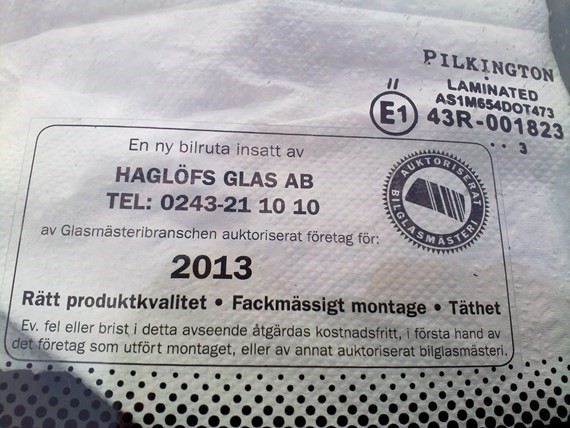 PILKINGTON
LAMINATED
AS1M654DOT473
II
E1 43R-001823
.. 3
En ny bilruta insatt av
HAGLÖFS GLAS AB
TEL: 0243-21 10 10
av Glasmästeribranschen auktoriserat företag för:
2013
AUKTORISERAT
BILGLASMÄSTERI
Rätt produktkvalitet • Fackmässigt montage • Täthet
Ev. fel eller brist i detta avseende åtgärdas kostnadsfritt, i första hand av
det företag som utfört montaget, eller av annat auktoriserat bilglasmästeri.